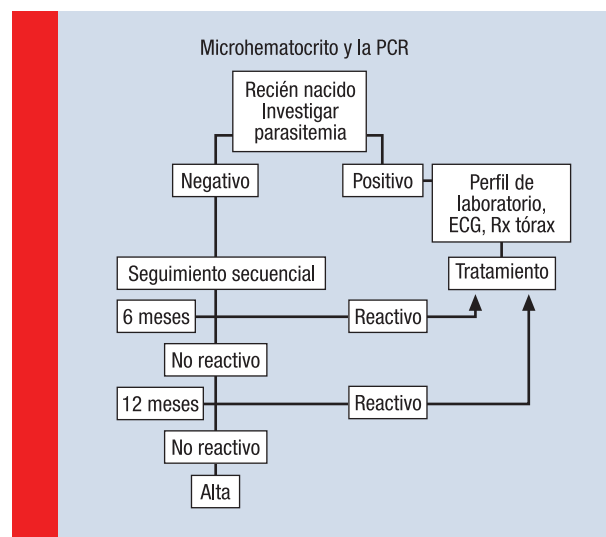 Microhematocrito y la PCR
Recién nacido
Investigar
parasitemia
Negativo
Positivo
Perfil de
laboratorio,
ECG, Rx tórax
Seguimiento secuencial
Tratamiento
6 meses
Reactivo
No reactivo
12 meses
Reactivo
No reactivo
Alta